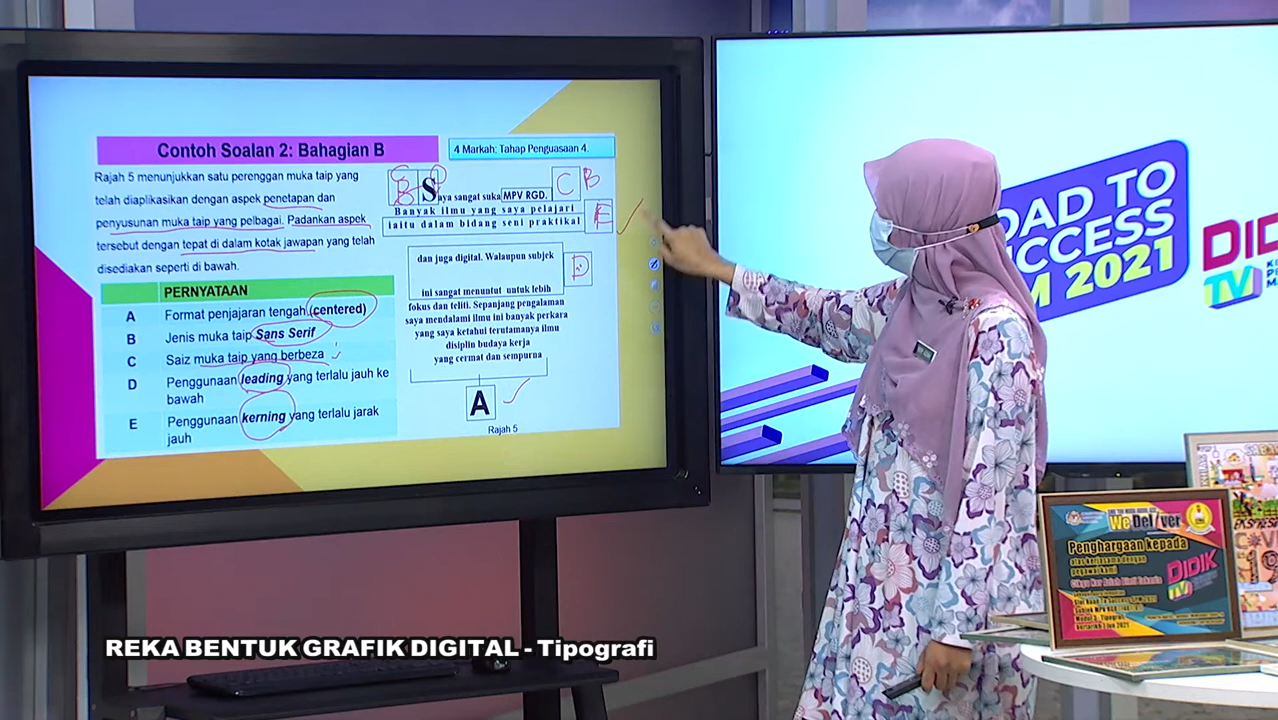 Contoh Soalan 2: Bahagian B
4 Markah: Tahap Penguasaan 4.
Rajah 5 menunjukkan satu perenggan muka taip yang
telah diaplikasikan dengan aspek penetapan dan
penyusunan muka taip yang pelbagai. Padankan aspek
tersebut dengan tepat di dalam kotak jawapan yang telah
disediakan seperti di bawah.
PERNYATAAN
A Format penjajaran tengah (centered)
B Jenis muka taip Sans Serif
C Saiz muka taip yang berbeza
D Penggunaan leading yang terlalu jauh ke
bawah
E Penggunaan kerning yang terlalu jarak
jauh
B
Saya sangat suka MPV RGD.
C B
Banyak ilmu yang saya pelajari
iaitu dalam bidang seni praktikal
E
dan juga digital. Walaupun subjek
D
ini sangat menuntut untuk lebih
fokus dan teliti. Sepanjang pengalaman
saya mendalami ilmu ini banyak perkara
yang saya ketahui terutamanya ilmu
disiplin budaya kerja
yang cermat dan sempurna
A
Rajah 5
ROAD TO
SUCCESS
2021
DIDIK
TV
We Deliver
Penghargaan kepada
atas kerjasama dengan
pegawai kami
DIDIK
TV
REKA BENTUK GRAFIK DIGITAL - Tipografi